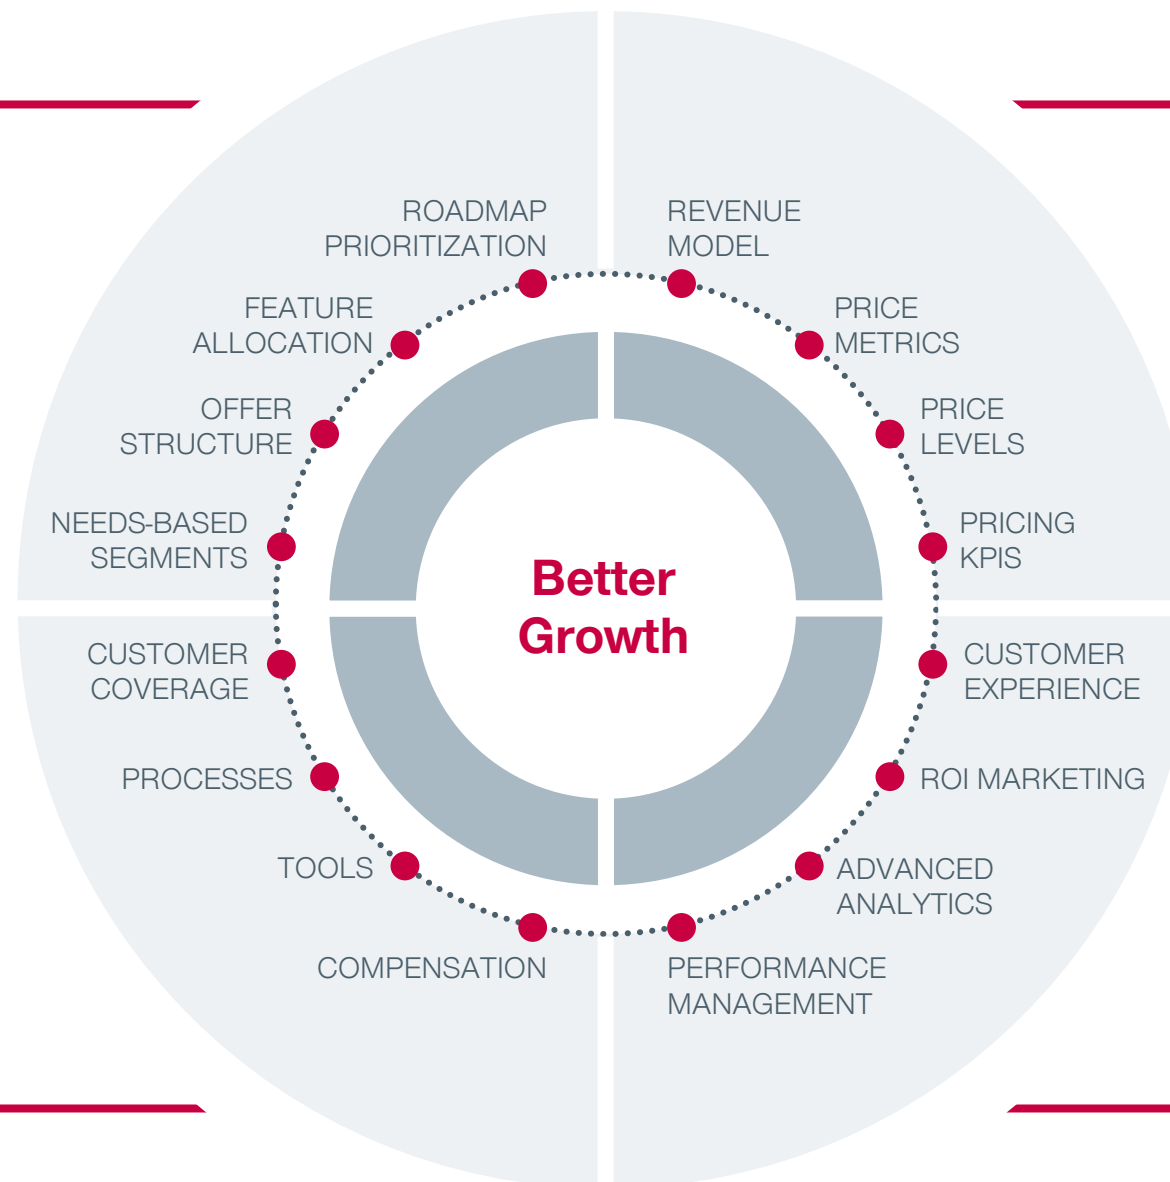 ROADMAP
PRIORITIZATION
FEATURE
ALLOCATION
OFFER
STRUCTURE
NEEDS-BASED
SEGMENTS
REVENUE
MODEL
PRICE
METRICS
PRICE
LEVELS
PRICING
KPIS
Better
Growth
CUSTOMER
COVERAGE
PROCESSES
TOOLS
COMPENSATION
CUSTOMER
EXPERIENCE
ROI MARKETING
ADVANCED
ANALYTICS
PERFORMANCE
MANAGEMENT